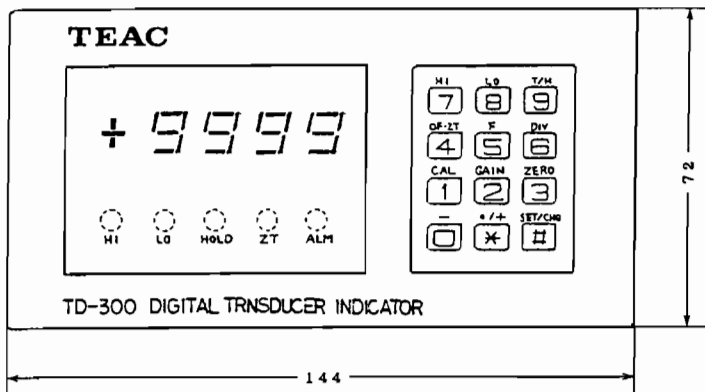 TEAC
+ 9999
HI LO HOLD ZT ALM
HI LO T/H
7 8 9
OF·ZT F DIV
4 5 6
CAL GAIN ZERO
1 2 3
− •/+ SET/CHG
0 * #
TD-300 DIGITAL TRNSDUCER INDICATOR
72
144